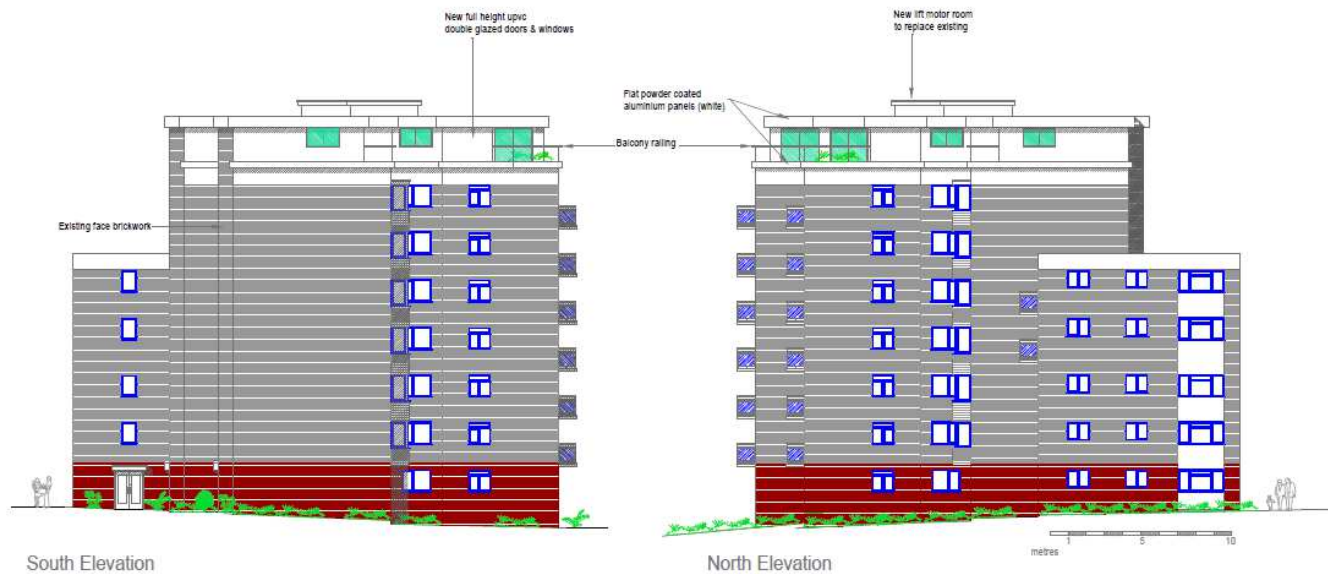 New full height upvc
double glazed doors & windows
New lift motor room
to replace existing
Flat powder coated
aluminium panels (white)
Balcony railing
Existing face brickwork
South Elevation
North Elevation
metres
1
5
10